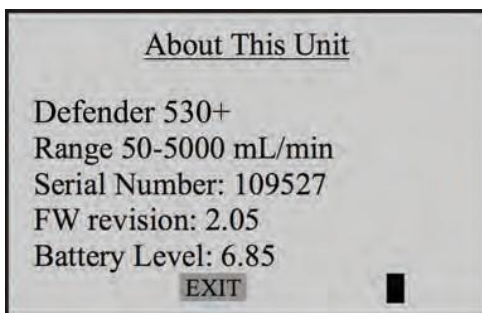 About This Unit
Defender 530+
Range 50-5000 mL/min
Serial Number: 109527
FW revision: 2.05
Battery Level: 6.85
EXIT